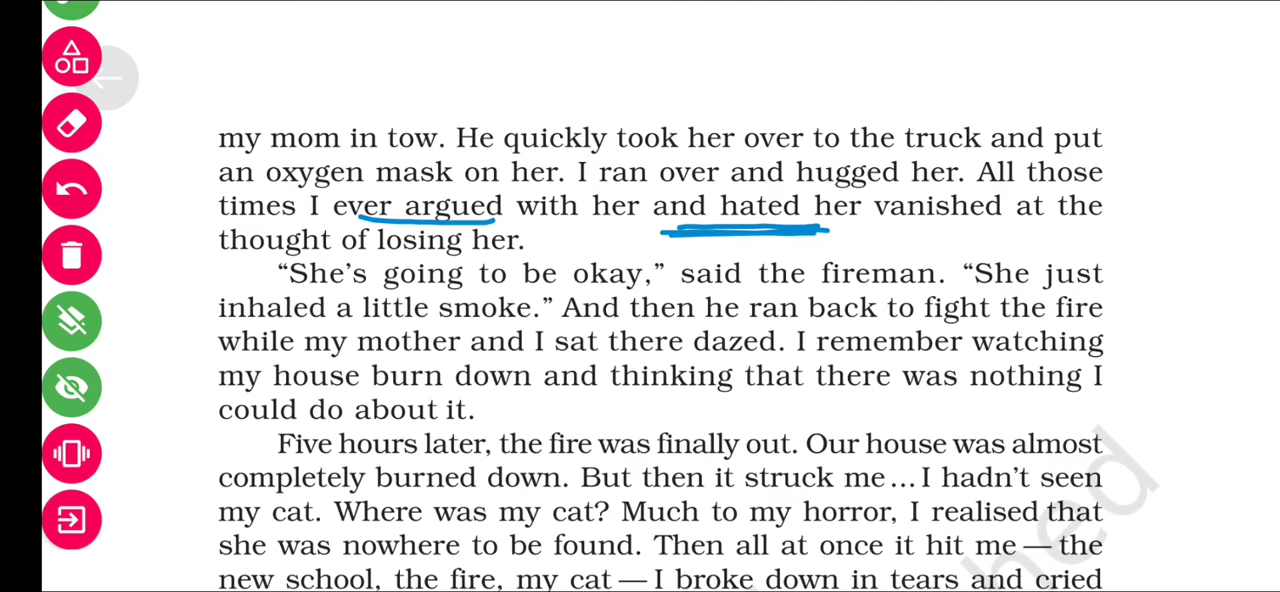 my mom in tow. He quickly took her over to the truck and put
an oxygen mask on her. I ran over and hugged her. All those
times I ever argued with her and hated her vanished at the
thought of losing her.
“She’s going to be okay,” said the fireman. “She just
inhaled a little smoke.” And then he ran back to fight the fire
while my mother and I sat there dazed. I remember watching
my house burn down and thinking that there was nothing I
could do about it.
Five hours later, the fire was finally out. Our house was almost
completely burned down. But then it struck me ... I hadn’t seen
my cat. Where was my cat? Much to my horror, I realised that
she was nowhere to be found. Then all at once it hit me — the
new school, the fire, my cat — I broke down in tears and cried